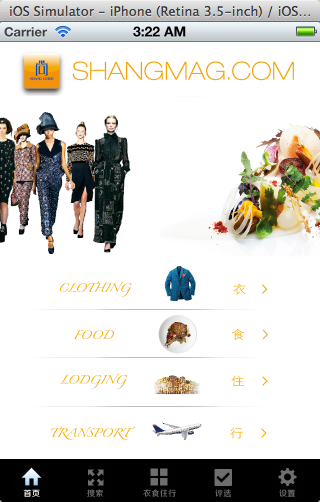 iOS Simulator - iPhone (Retina 3.5-inch) / iOS...
Carrier 3:22 AM
SHANGMAG.COM
CLOTHING 衣
FOOD 食
LODGING 住
TRANSPORT 行
首页 搜索 衣食住行 评选 设置